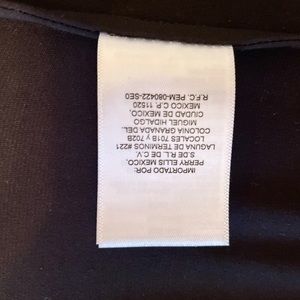 IMPORTADO POR:
PERRY ELLIS MEXICO
S. DE R.L. DE C.V.
LAGUNA DE TERMINOS #221
LOCALES 701B y 702B
COLONIA GRANADA DEL.
MIGUEL HIDALGO
CIUDAD DE MEXICO,
MEXICO C.P. 11520
R.F.C. PEM-080422-SE0